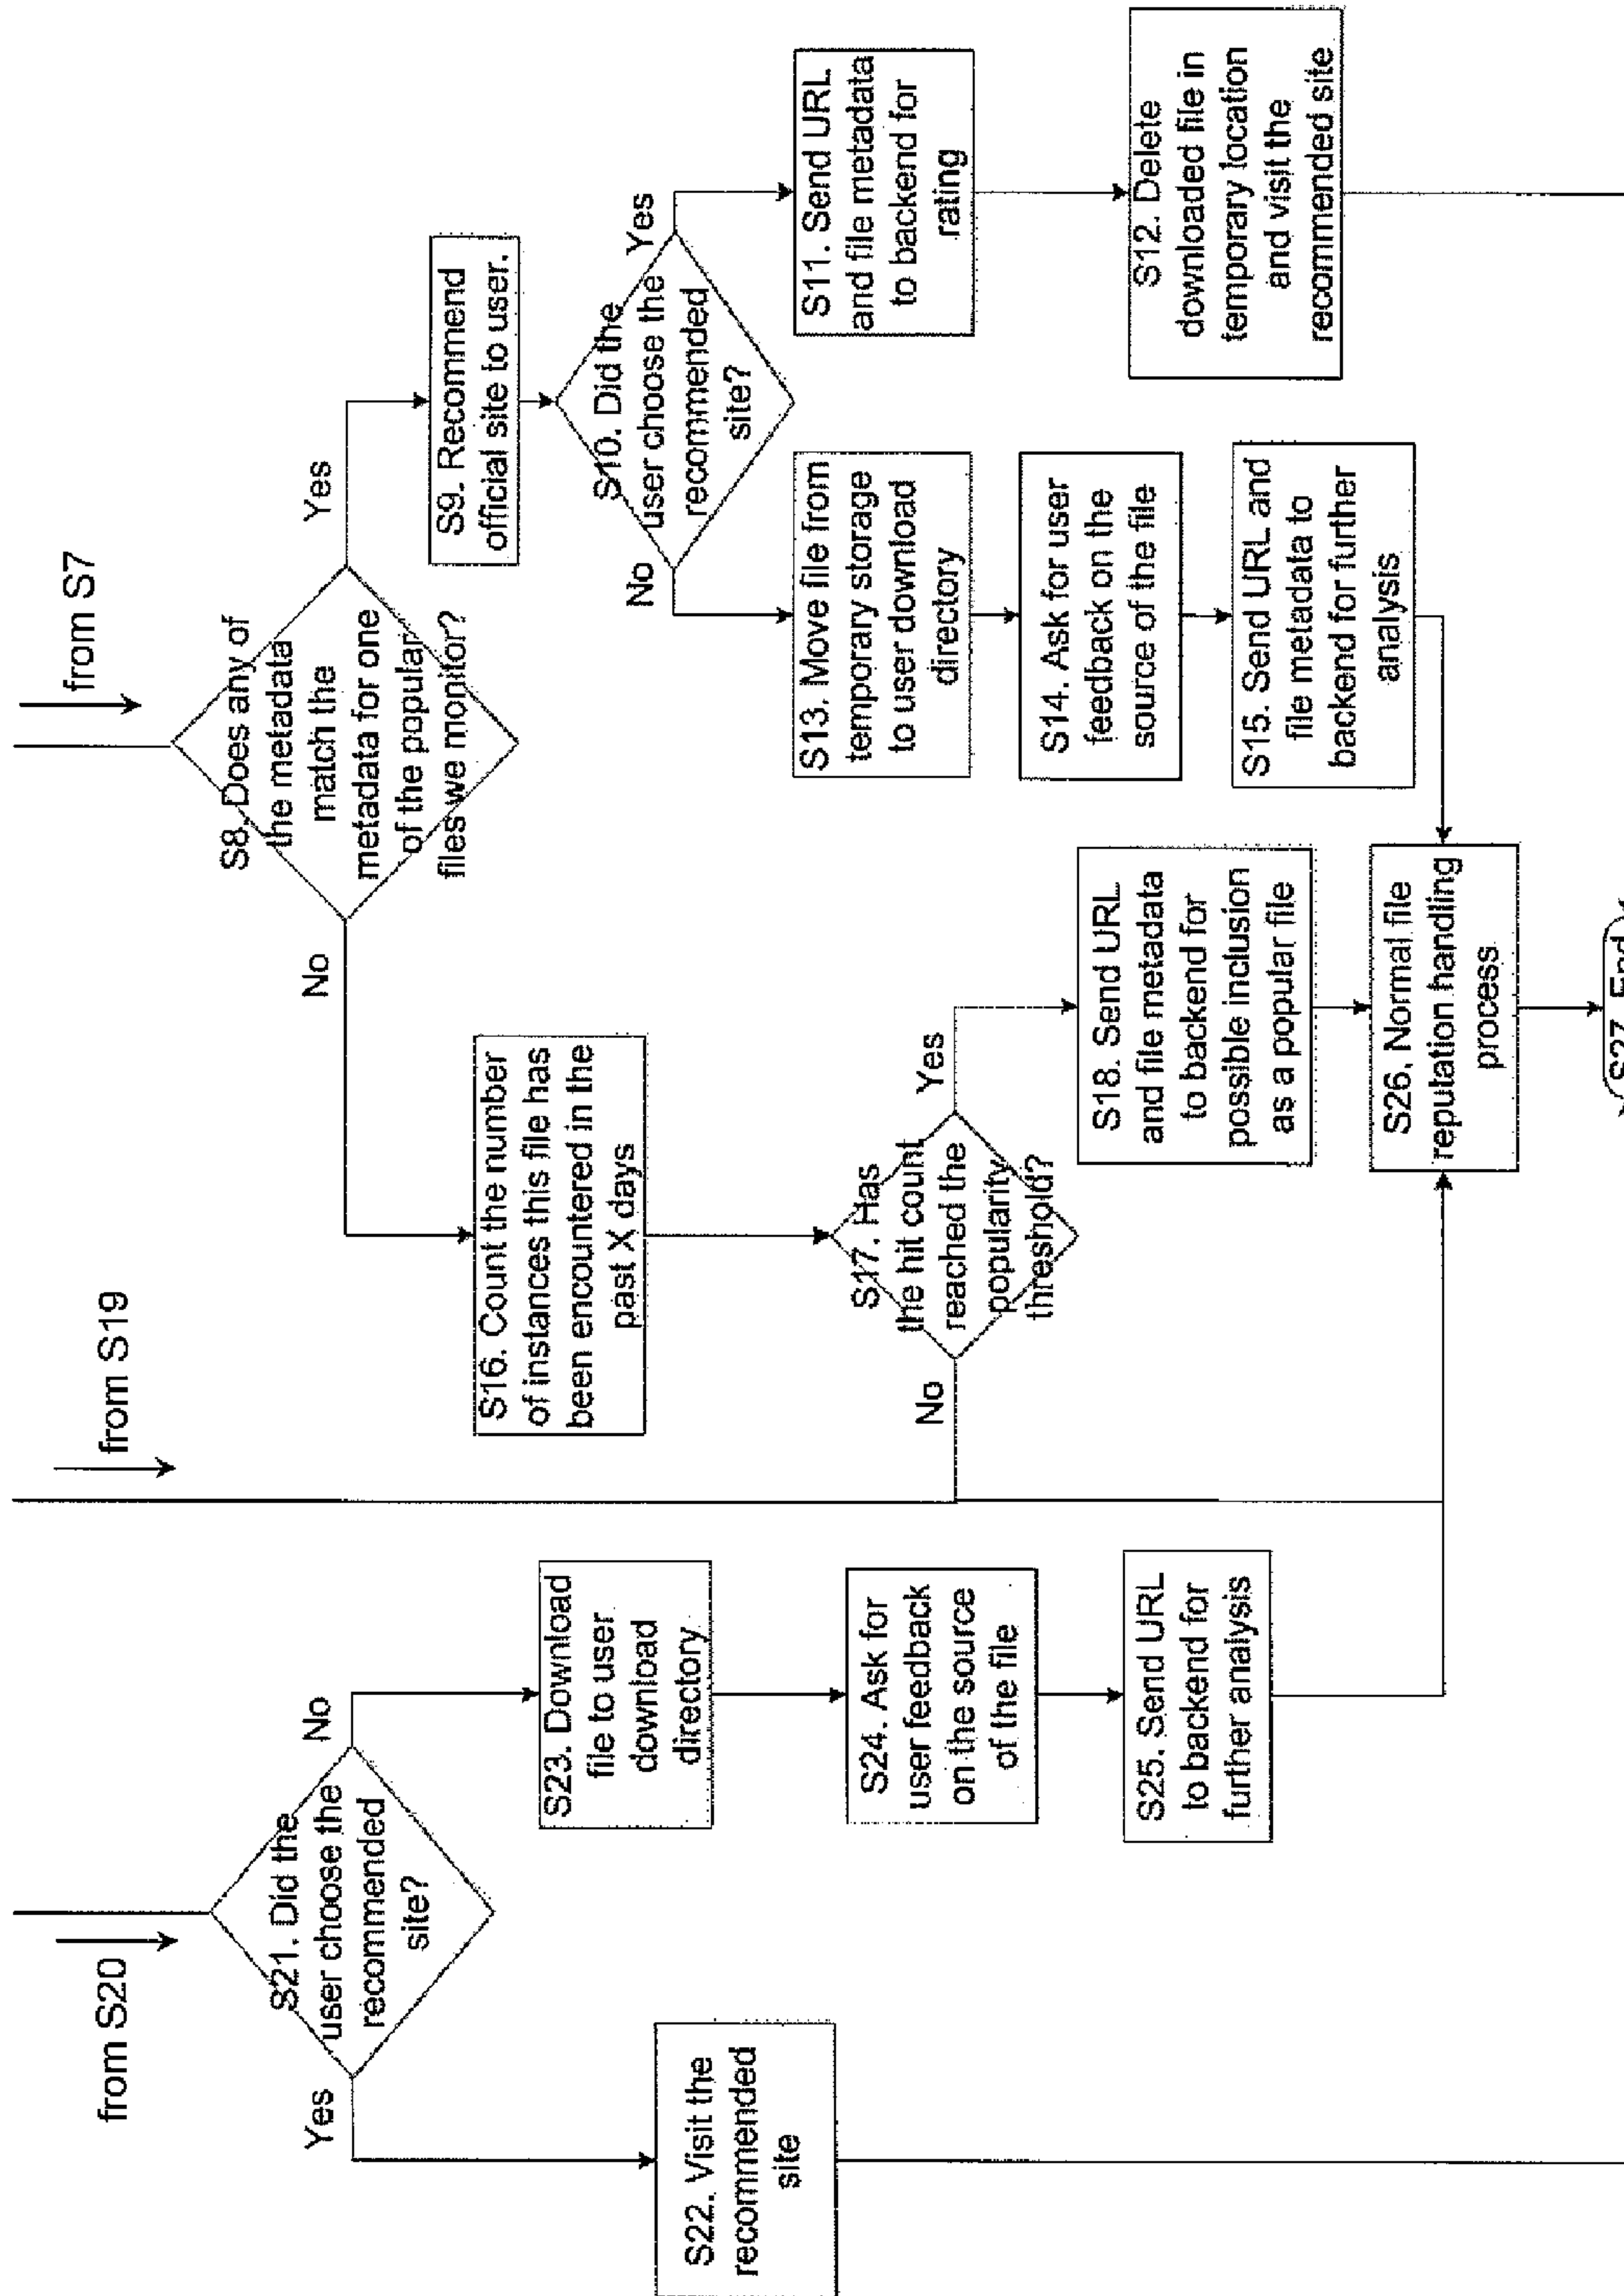 from S20
from S19
from S7
S21. Did the
user choose the
recommended
site?
Yes
No
S22. Visit the
recommended
site
S23. Download
file to user
download
directory
S24. Ask for
user feedback
on the source
of the file
S25. Send URL
to backend for
further analysis
S8. Does any of
the metadata
match the
metadata for one
of the popular
files we monitor?
No
Yes
S16. Count the number
of instances this file has
been encountered in the
past X days
S17. Has
the hit count
reached the
popularity
threshold?
No
Yes
S18. Send URL
and file metadata
to backend for
possible inclusion
as a popular file
S9. Recommend
official site to user.
S10. Did the
user choose the
recommended
site?
No
Yes
S13. Move file from
temporary storage
to user download
directory
S14. Ask for user
feedback on the
source of the file
S15. Send URL and
file metadata to
backend for further
analysis
S11. Send URL
and file metadata
to backend for
rating
S12. Delete
downloaded file in
temporary location
and visit the
recommended site
S26. Normal file
reputation handling
process
S27. End